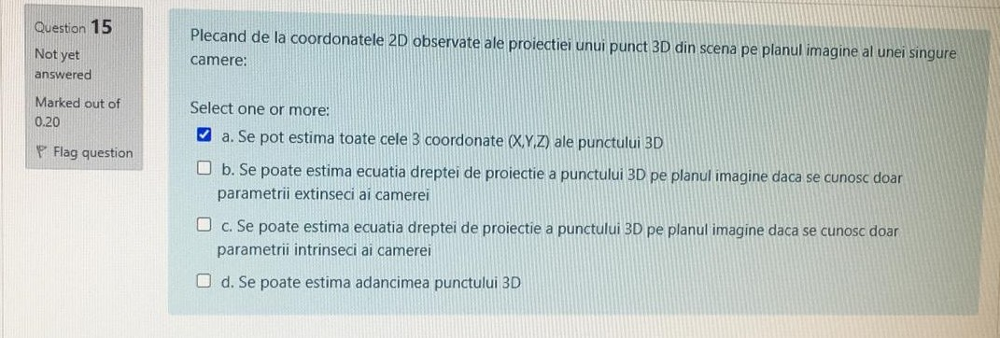 Question 15
Not yet
answered
Marked out of
0.20
Flag question
Plecand de la coordonatele 2D observate ale proiectiei unui punct 3D din scena pe planul imagine al unei singure
camere:
Select one or more:
a. Se pot estima toate cele 3 coordonate (X,Y,Z) ale punctului 3D
b. Se poate estima ecuatia dreptei de proiectie a punctului 3D pe planul imagine daca se cunosc doar
parametrii extinseci ai camerei
c. Se poate estima ecuatia dreptei de proiectie a punctului 3D pe planul imagine daca se cunosc doar
parametrii intrinseci ai camerei
d. Se poate estima adancimea punctului 3D